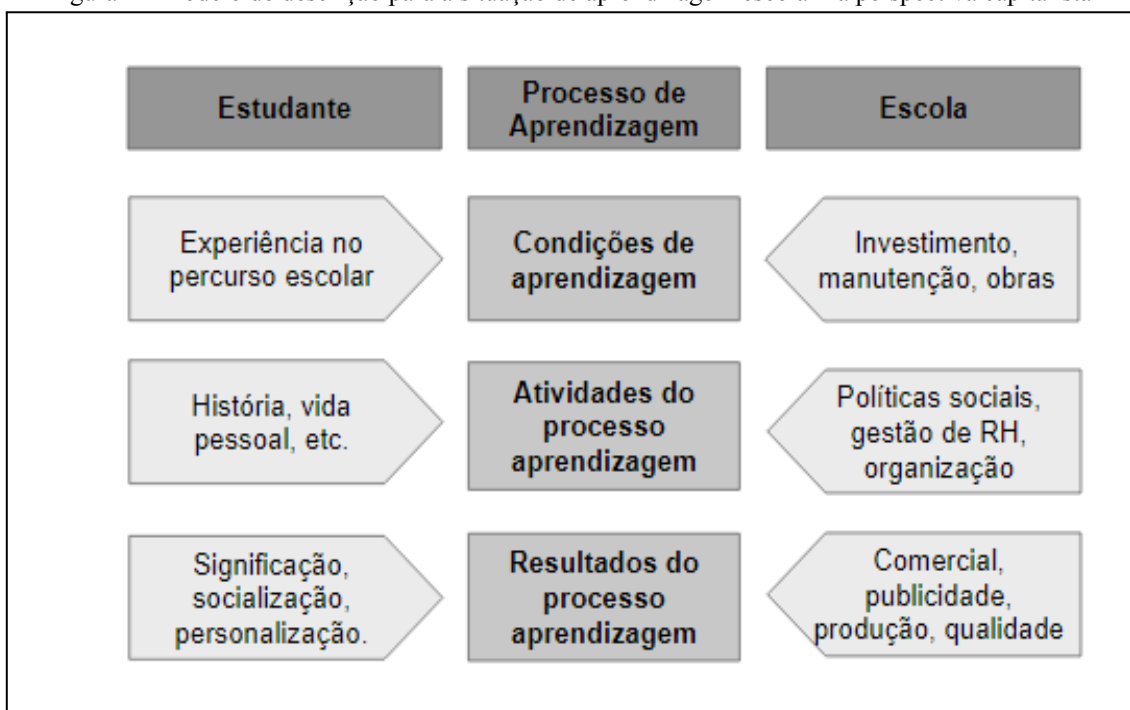 Estudante
Processo de
Aprendizagem
Escola
Experiência no
percurso escolar
Condições de
aprendizagem
Investimento,
manutenção, obras
História, vida
pessoal, etc.
Atividades do
processo
aprendizagem
Políticas sociais,
gestão de RH,
organização
Significação,
socialização,
personalização.
Resultados do
processo
aprendizagem
Comercial,
publicidade,
produção, qualidade